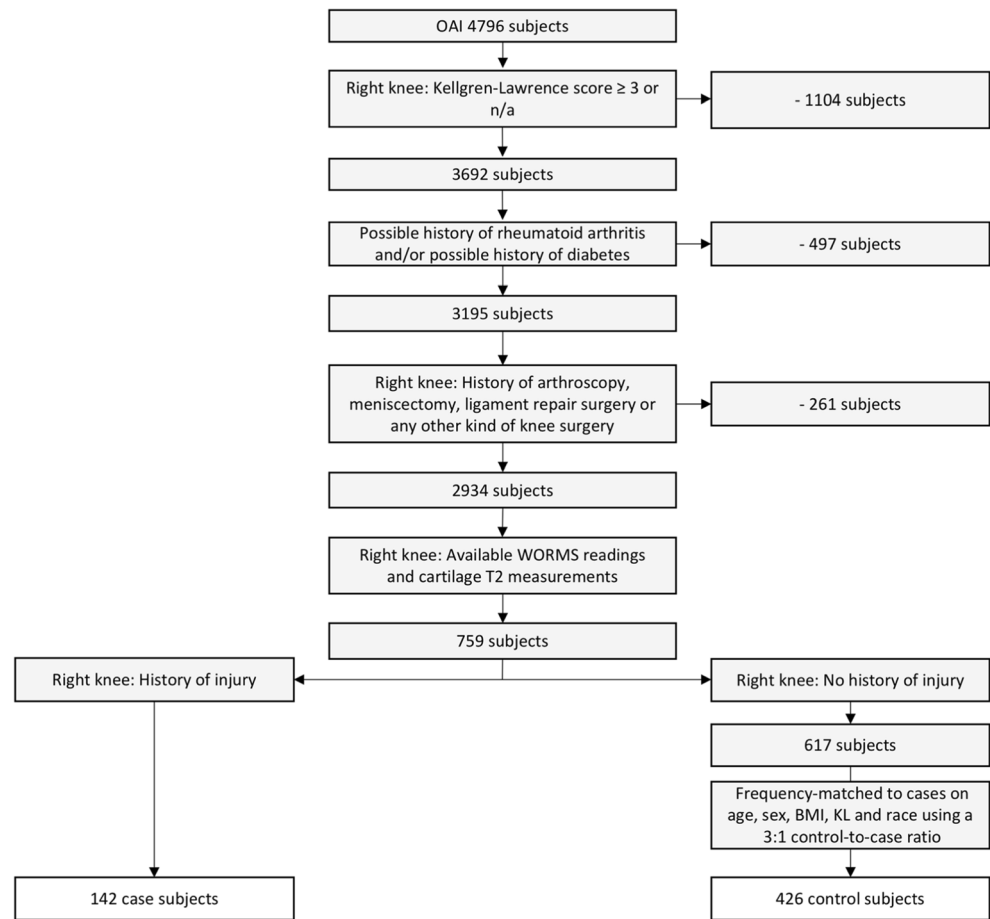 OAI 4796 subjects
Right knee: Kellgren-Lawrence score ≥ 3 or
n/a
- 1104 subjects
3692 subjects
Possible history of rheumatoid arthritis
and/or possible history of diabetes
- 497 subjects
3195 subjects
Right knee: History of arthroscopy,
meniscectomy, ligament repair surgery or
any other kind of knee surgery
- 261 subjects
2934 subjects
Right knee: Available WORMS readings
and cartilage T2 measurements
759 subjects
Right knee: History of injury
Right knee: No history of injury
617 subjects
Frequency-matched to cases on
age, sex, BMI, KL and race using a
3:1 control-to-case ratio
142 case subjects
426 control subjects